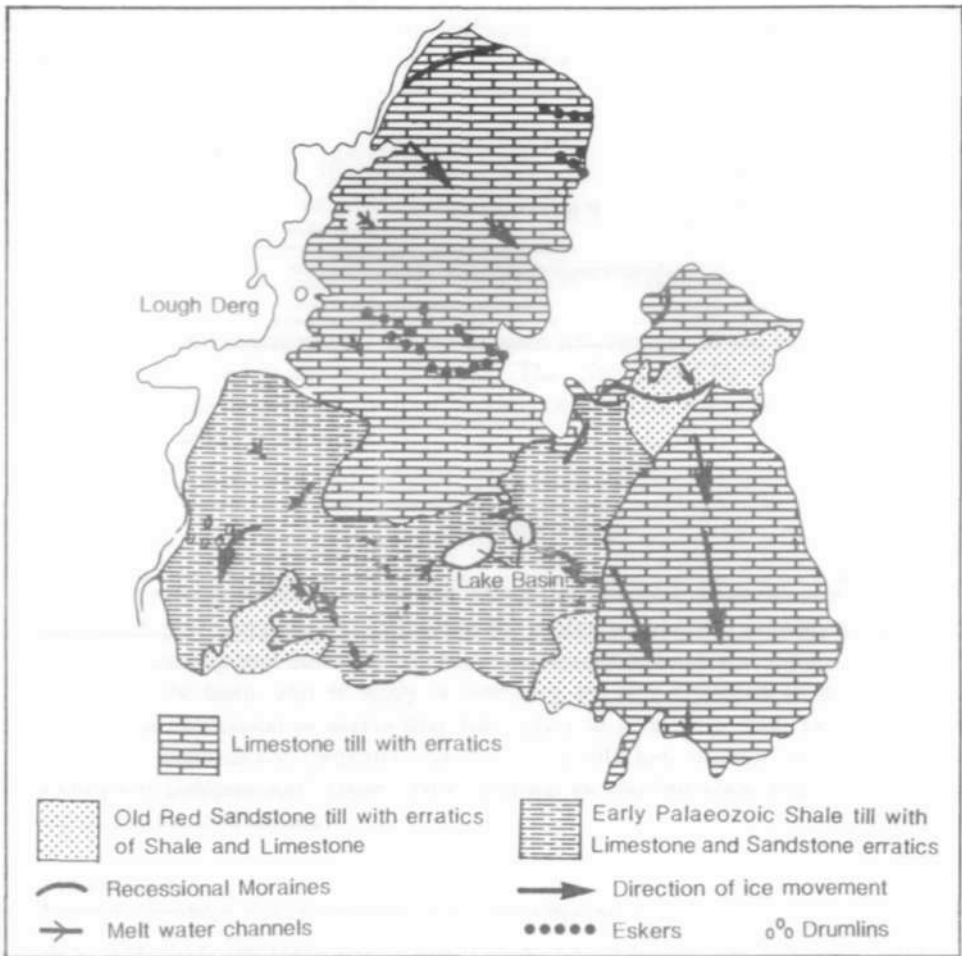 Lough Derg
Lake Basin
Limestone till with erratics
Old Red Sandstone till with erratics
of Shale and Limestone
Early Palaeozoic Shale till with
Limestone and Sandstone erratics
Recessional Moraines
Direction of ice movement
Melt water channels
Eskers
Drumlins